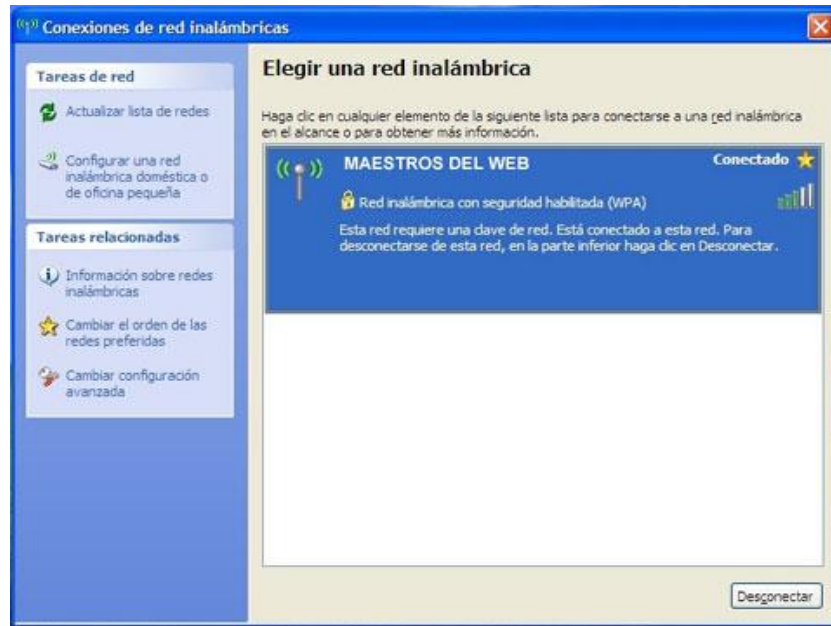 Conexiones de red inalámbricas
Tareas de red
Actualizar lista de redes
Configurar una red
inalámbrica doméstica o
de oficina pequeña
Tareas relacionadas
Información sobre redes
inalámbricas
Cambiar el orden de las
redes preferidas
Cambiar configuración
avanzada
Elegir una red inalámbrica
Haga clic en cualquier elemento de la siguiente lista para conectarse a una red inalámbrica
en el alcance o para obtener más información.
MAESTROS DEL WEB
Conectado
Red inalámbrica con seguridad habilitada (WPA)
Esta red requiere una clave de red. Está conectado a esta red. Para
desconectarse de esta red, en la parte inferior haga clic en Desconectar.
Desconectar